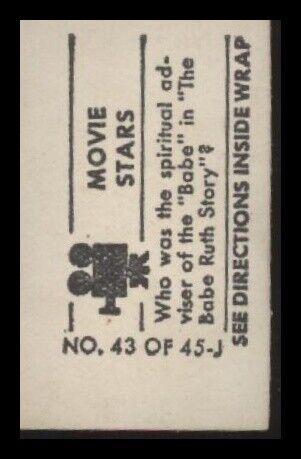 MOVIE
STARS
Who was the spiritual ad-
viser of the "Babe" in "The
Babe Ruth Story"?
SEE DIRECTIONS INSIDE WRAP
NO. 43 OF 45-J